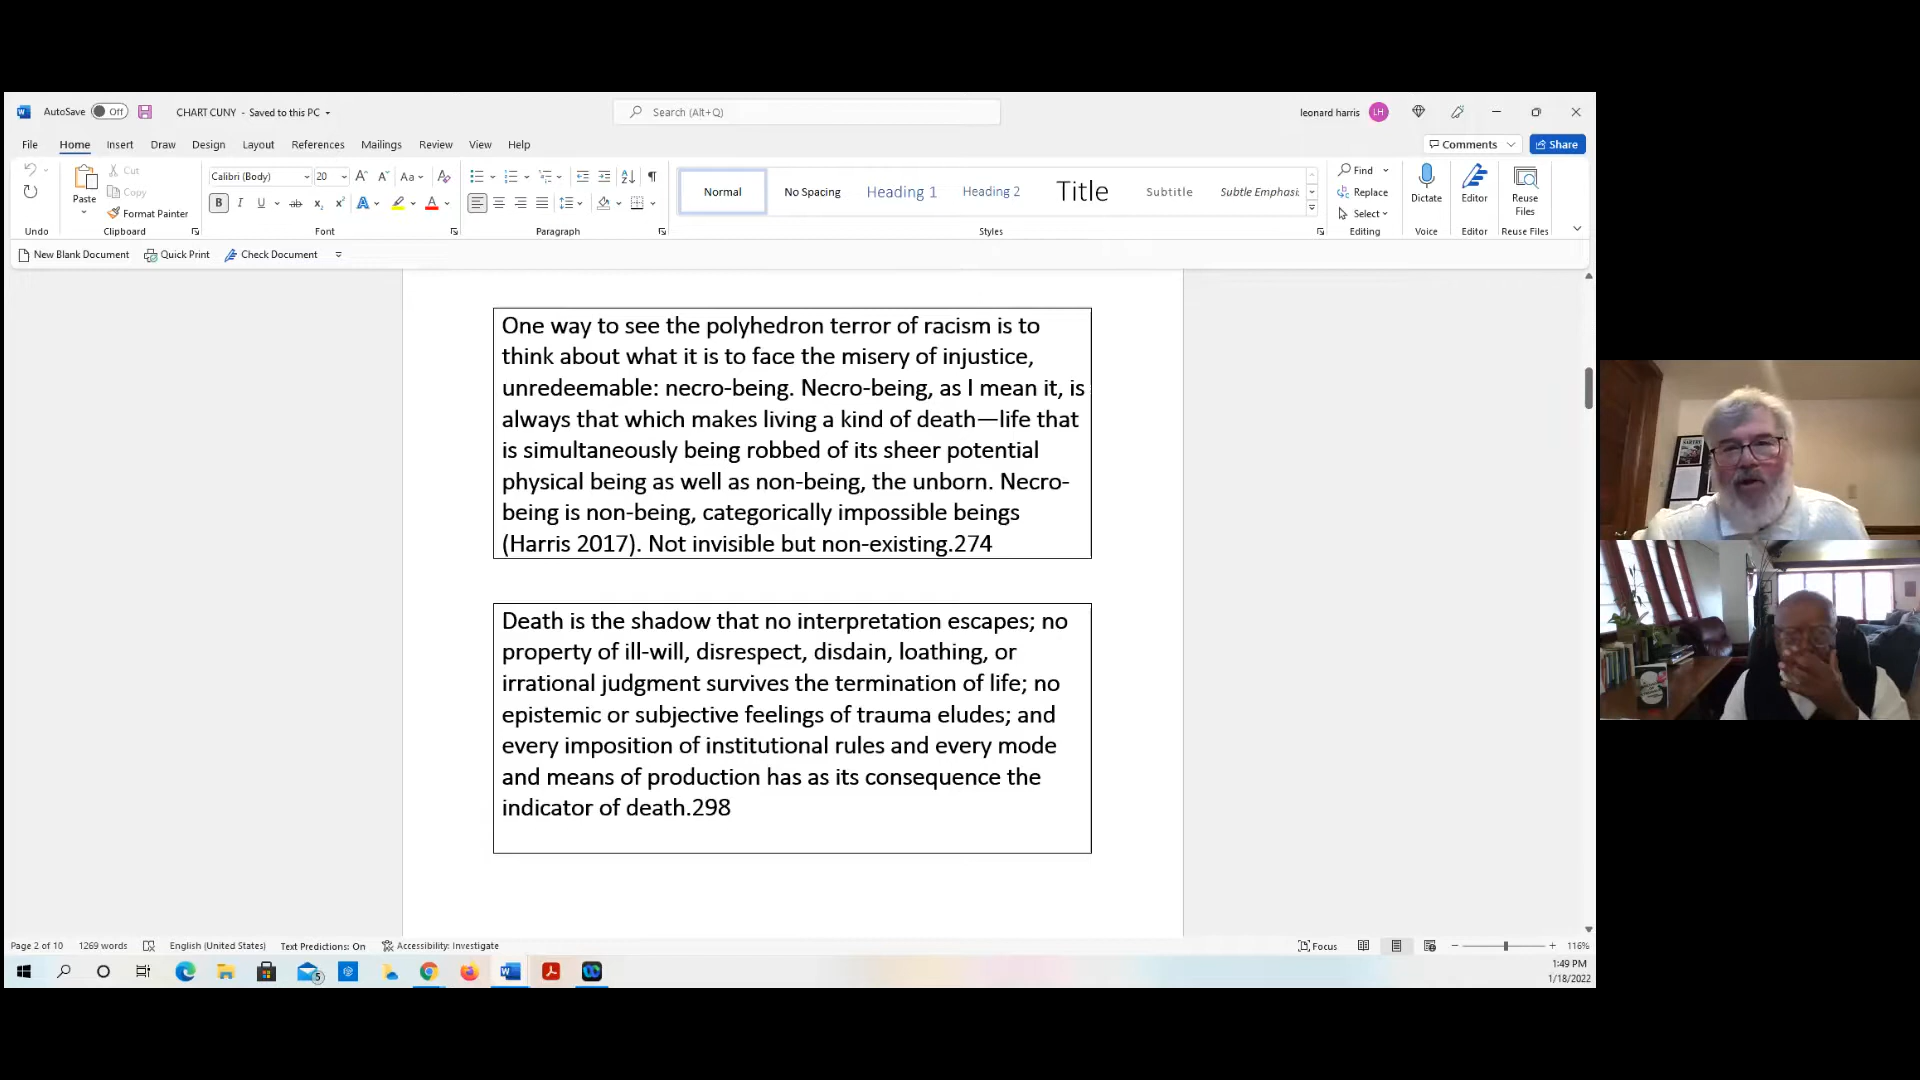 AutoSave Off CHART CUNY - Saved to this PC Search (Alt+Q) leonard harris LH
File Home Insert Draw Design Layout References Mailings Review View Help Comments Share
Paste Cut Copy Format Painter
Calibri (Body) 20 Aa
Normal No Spacing Heading 1 Heading 2 Title Subtitle Subtle Emphasi
Find Replace Select
Dictate Editor Reuse Files
Undo Clipboard Font Paragraph Styles Editing Voice Editor Reuse Files
New Blank Document Quick Print Check Document
One way to see the polyhedron terror of racism is to
think about what it is to face the misery of injustice,
unredeemable: necro-being. Necro-being, as I mean it, is
always that which makes living a kind of death—life that
is simultaneously being robbed of its sheer potential
physical being as well as non-being, the unborn. Necro-
being is non-being, categorically impossible beings
(Harris 2017). Not invisible but non-existing.274
Death is the shadow that no interpretation escapes; no
property of ill-will, disrespect, disdain, loathing, or
irrational judgment survives the termination of life; no
epistemic or subjective feelings of trauma eludes; and
every imposition of institutional rules and every mode
and means of production has as its consequence the
indicator of death.298
Page 2 of 10 1269 words English (United States) Text Predictions: On Accessibility: Investigate Focus 116%
5
1:49 PM
1/18/2022